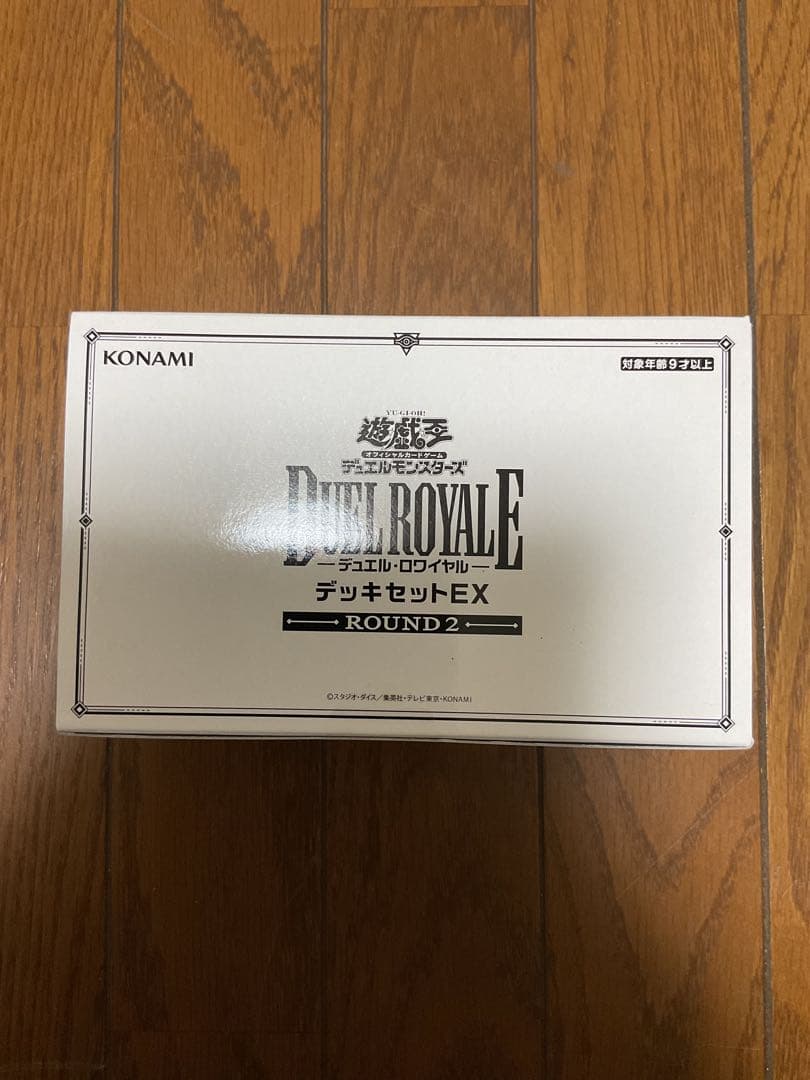 KONAMI
対象年齢9才以上
YU-GI-OH!
遊戯王
オフィシャルカードゲーム
デュエルモンスターズ
DUEL ROYALE
デュエル・ロワイヤル
デッキセットEX
ROUND 2
©スタジオ・ダイス/集英社・テレビ東京・KONAMI